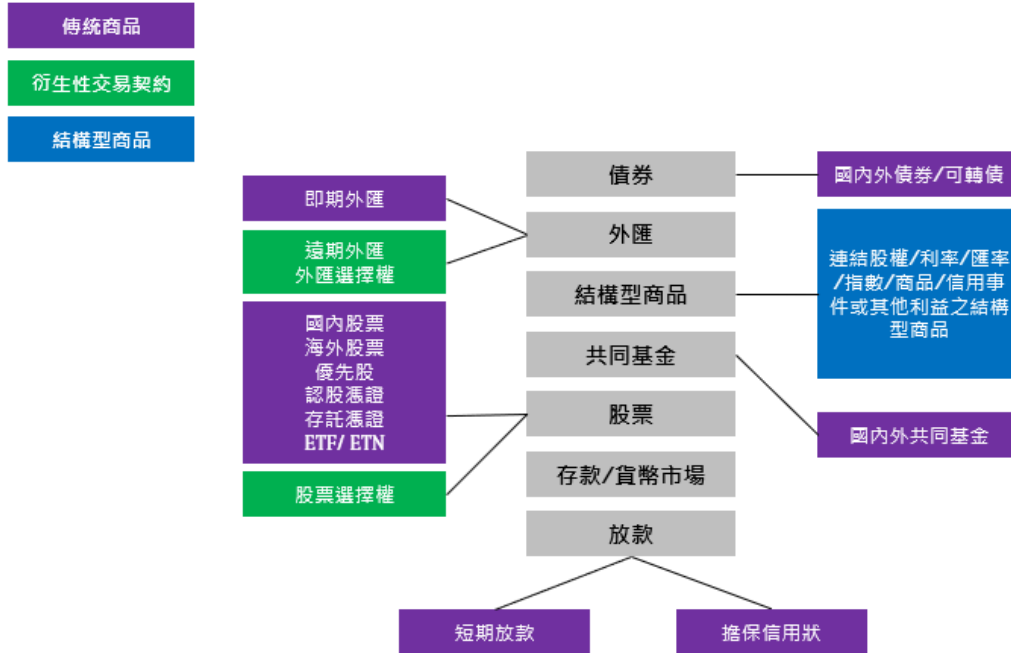 傳統商品
衍生性交易契約
結構型商品
債券
國內外債券/可轉債
即期外匯
外匯
遠期外匯
外匯選擇權
連結股權/利率/匯率
/指數/商品/信用事
件或其他利益之結構
型商品
結構型商品
國內股票
海外股票
優先股
認股憑證
存託憑證
ETF/ ETN
共同基金
股票
國內外共同基金
股票選擇權
存款/貨幣市場
放款
短期放款
擔保信用狀